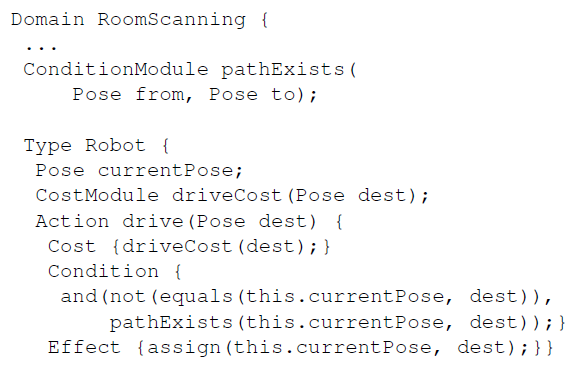 Domain RoomScanning {
...
ConditionModule pathExists(
Pose from, Pose to);
Type Robot {
Pose currentPose;
CostModule driveCost(Pose dest);
Action drive(Pose dest) {
Cost {driveCost(dest);}
Condition {
and(not(equals(this.currentPose, dest)),
pathExists(this.currentPose, dest));}
Effect {assign(this.currentPose, dest);}}